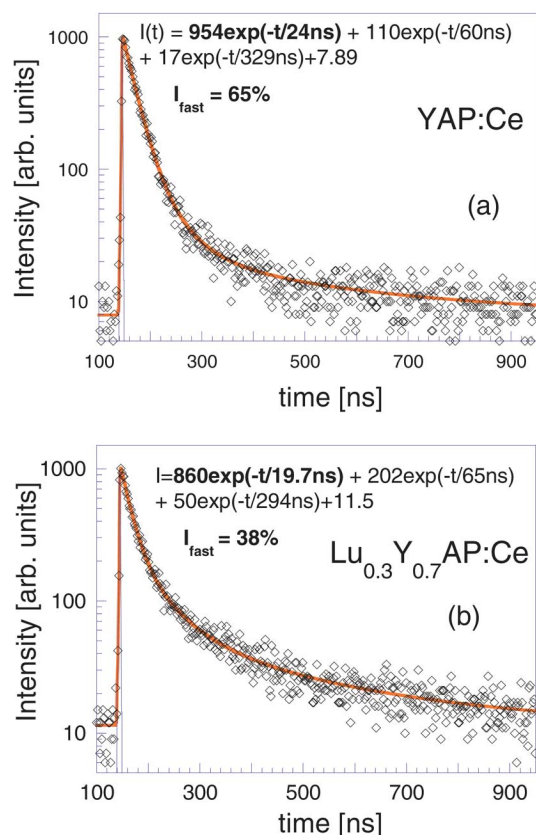 I(t) = 954exp(-t/24ns) + 110exp(-t/60ns)
+ 17exp(-t/329ns)+7.89
I_fast = 65%
YAP:Ce
(a)
Intensity [arb. units]
1000
100
10
100 300 500 700 900
time [ns]
I=860exp(-t/19.7ns) + 202exp(-t/65ns)
+ 50exp(-t/294ns)+11.5
I_fast = 38%
Lu_0.3Y_0.7AP:Ce
(b)
Intensity [arb. units]
1000
100
10
100 300 500 700 900
time [ns]